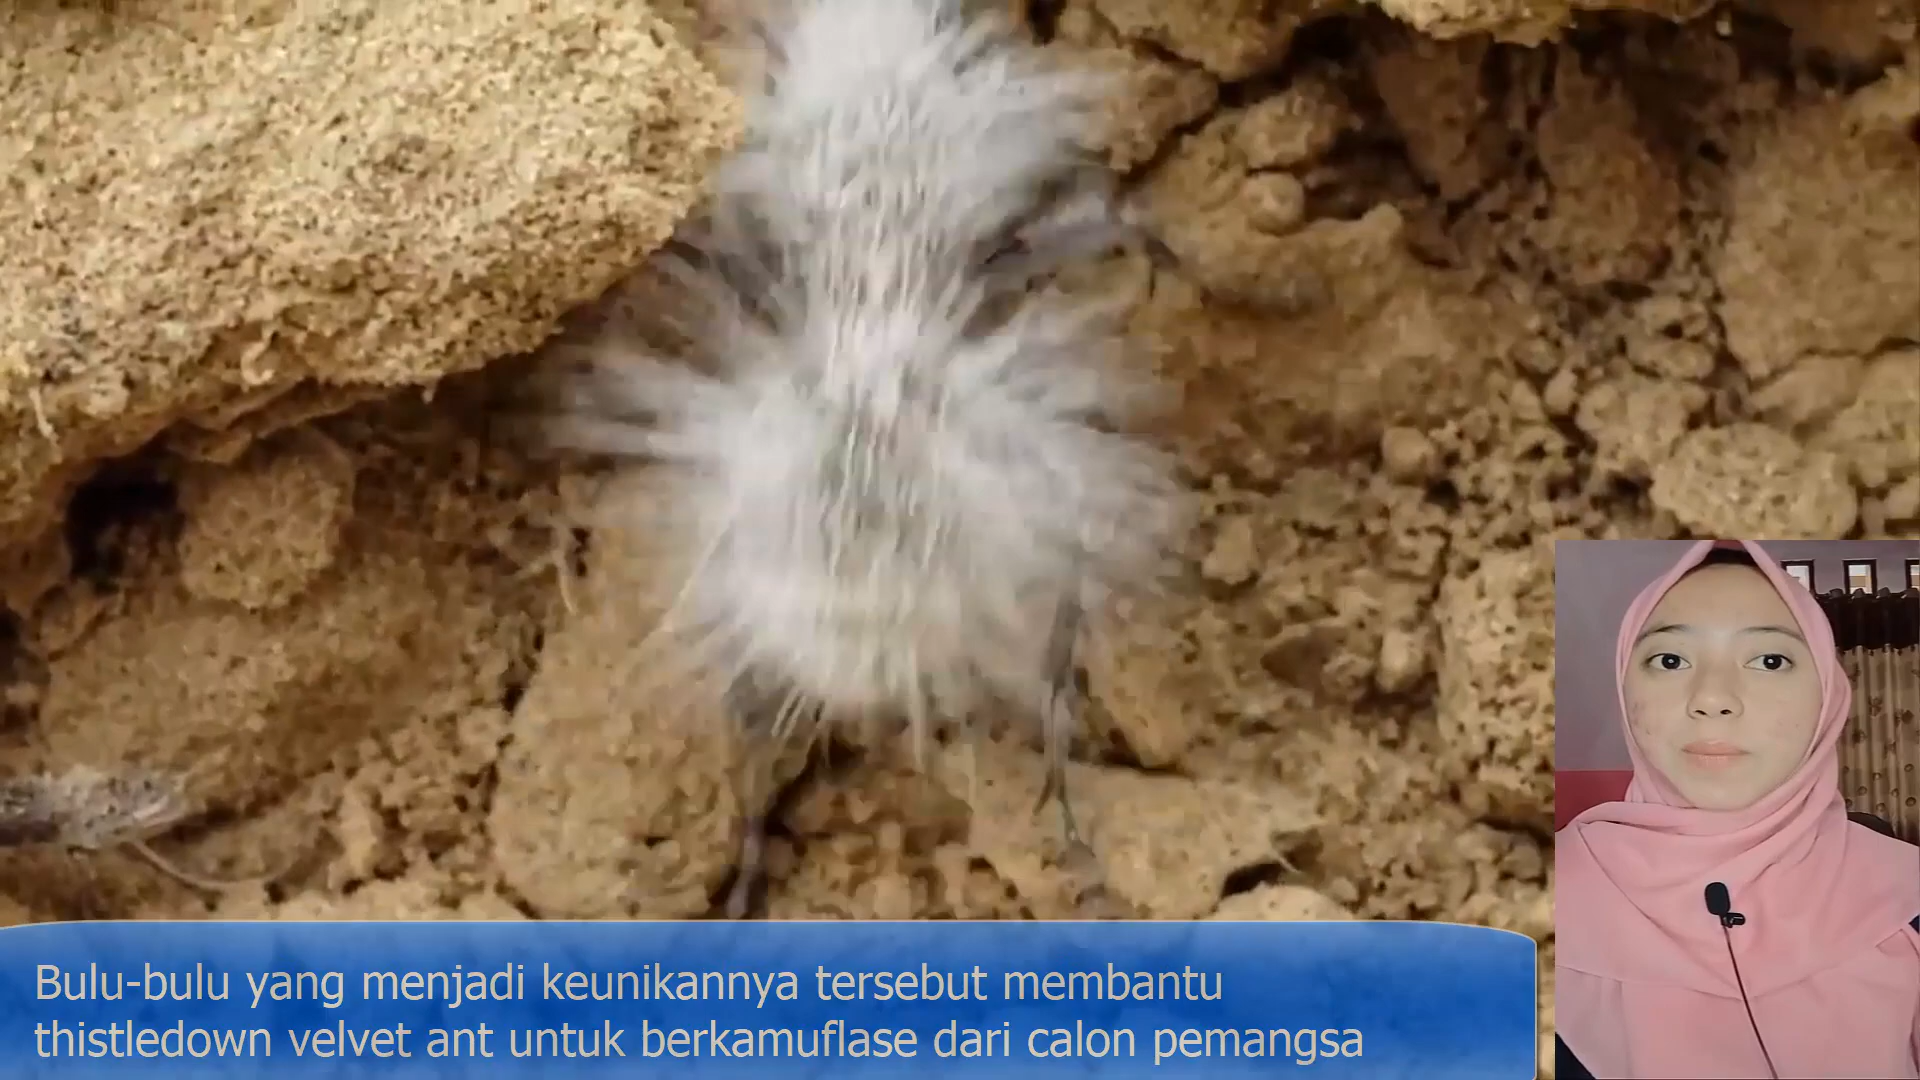 Bulu-bulu yang menjadi keunikannya tersebut membantu
thistledown velvet ant untuk berkamuflase dari calon pemangsa